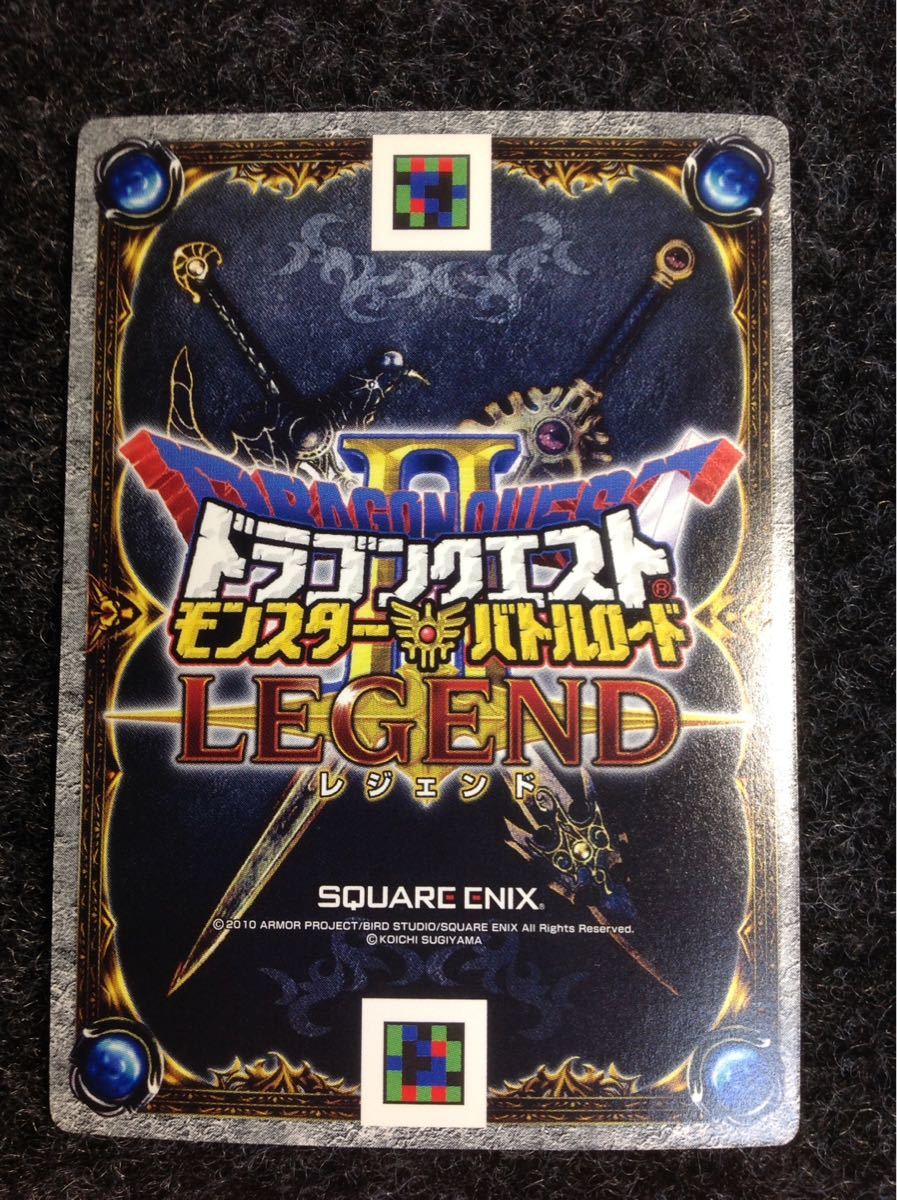 II
DRAGON QUEST
ドラゴンクエスト®
モンスター バトルロード
II
LEGEND
レジェンド
SQUARE ENIX®
©2010 ARMOR PROJECT/BIRD STUDIO/SQUARE ENIX All Rights Reserved.
©KOICHI SUGIYAMA